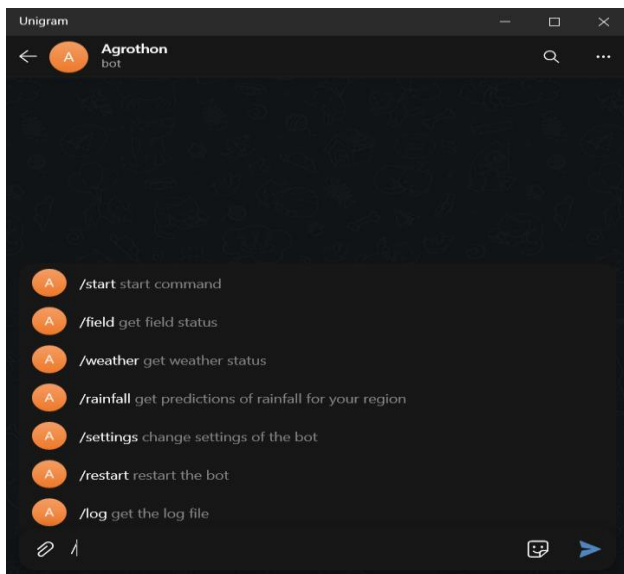 Unigram
A
Agrothon
bot
A /start start command
A /field get field status
A /weather get weather status
A /rainfall get predictions of rainfall for your region
A /settings change settings of the bot
A /restart restart the bot
A /log get the log file
/